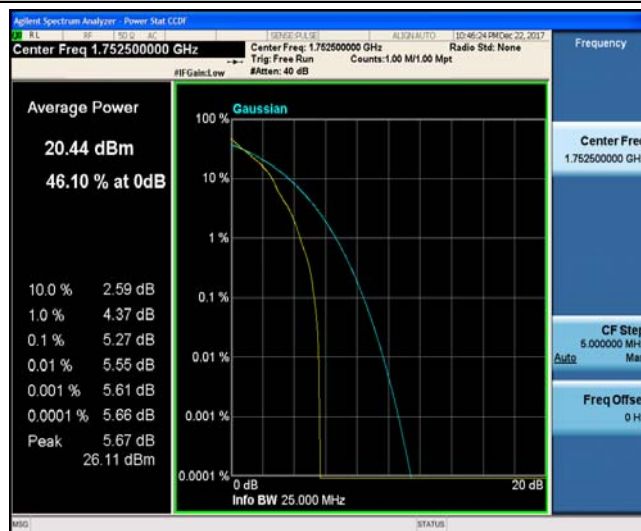 Agilent Spectrum Analyzer - Power Stat CCDF
RL RF 50 Ω AC SENSE:PULSE ALIGN AUTO 10:46:24 PM Dec 22, 2017
Center Freq 1.752500000 GHz
Center Freq: 1.752500000 GHz Radio Std: None
Trig: Free Run Counts:1.00 M/1.00 Mpt
#IFGain:Low #Atten: 40 dB
Frequency
Average Power
20.44 dBm
46.10 % at 0dB
10.0 % 2.59 dB
1.0 % 4.37 dB
0.1 % 5.27 dB
0.01 % 5.55 dB
0.001 % 5.61 dB
0.0001 % 5.66 dB
Peak 5.67 dB
26.11 dBm
Gaussian
100 %
10 %
1 %
0.1 %
0.01 %
0.001 %
0.0001 %
0 dB 20 dB
Info BW 25.000 MHz
Center Fre
1.752500000 GH
CF Step
5.000000 MH
Auto Ma
Freq Offse
0 H
MSG STATUS